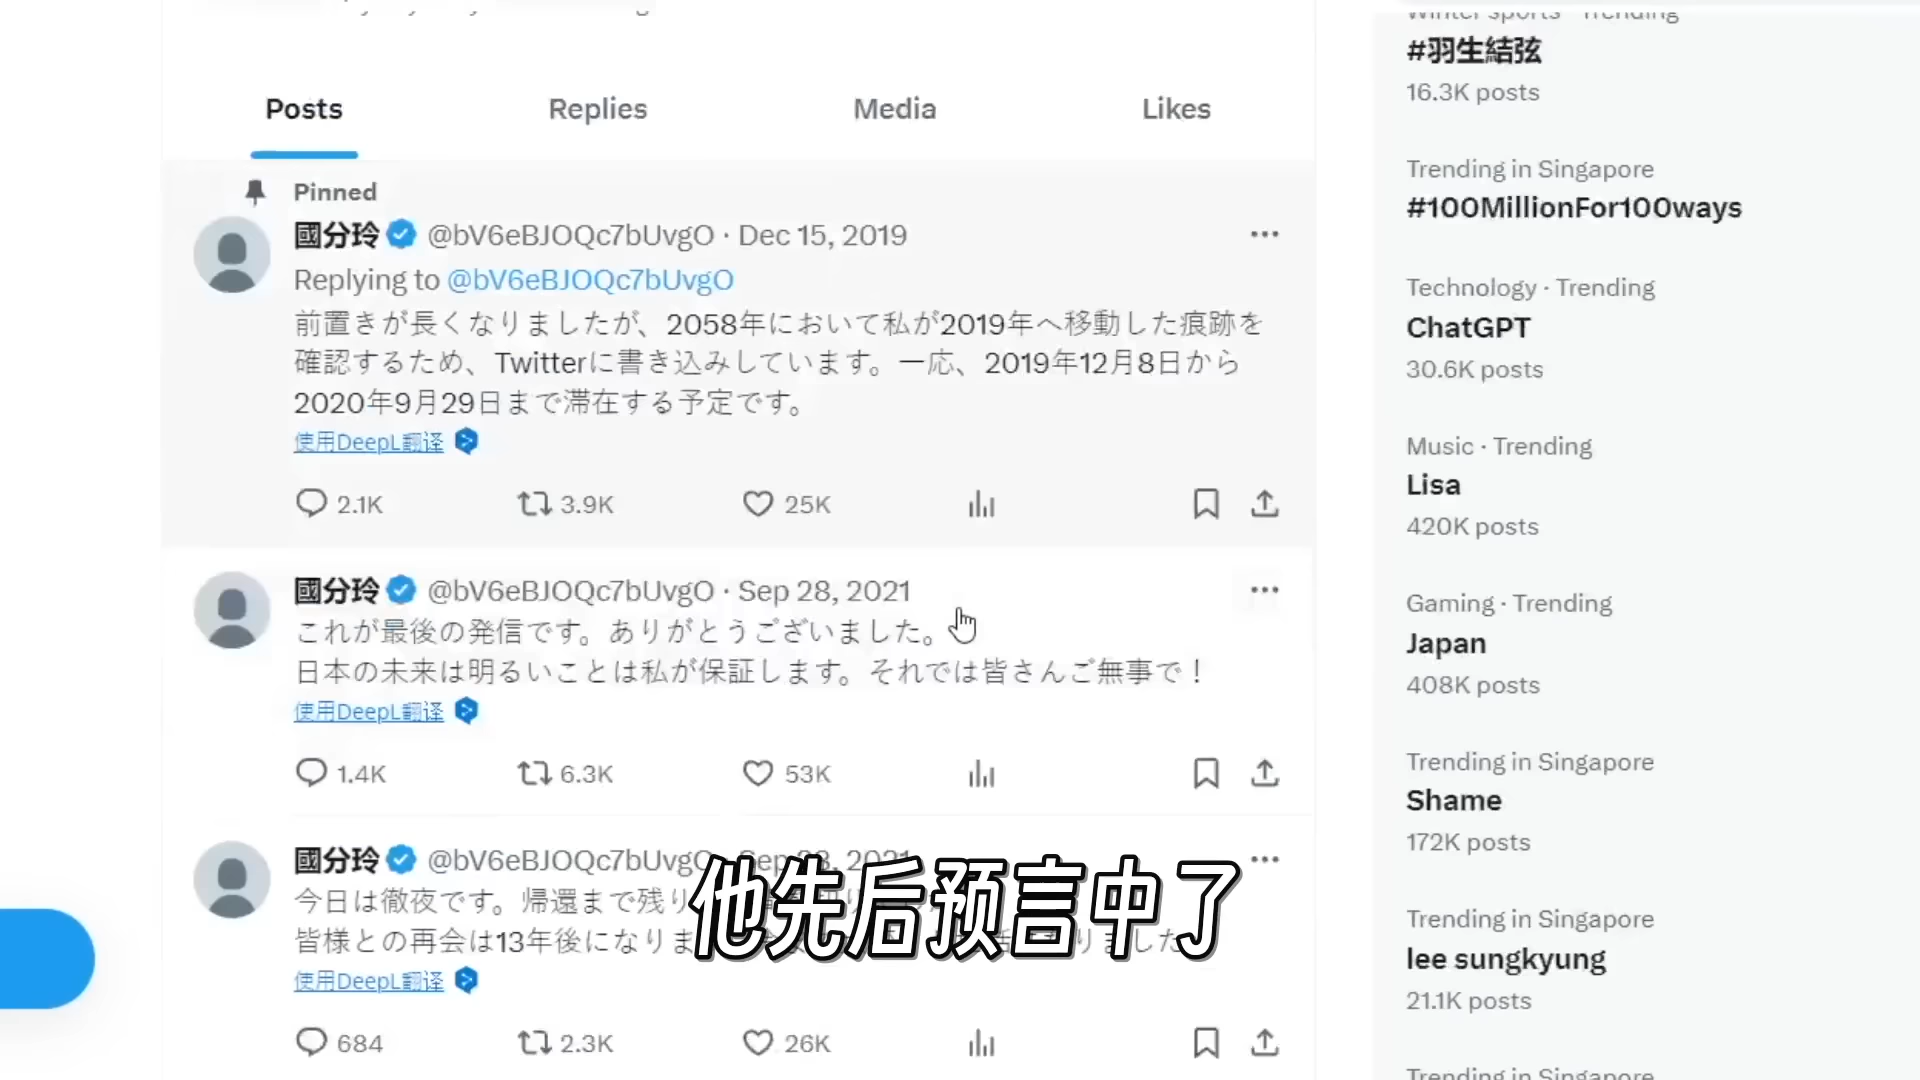 Posts
Replies
Media
Likes
Pinned
國分玲 @bV6eBJOQc7bUvgO · Dec 15, 2019
Replying to @bV6eBJOQc7bUvgO
前置きが長くなりましたが、2058年において私が2019年へ移動した痕跡を
確認するため、Twitterに書き込みしています。一応、2019年12月8日から
2020年9月29日まで滞在する予定です。
使用DeepL翻译
2.1K
3.9K
25K
國分玲 @bV6eBJOQc7bUvgO · Sep 28, 2021
これが最後の発信です。ありがとうございました。
日本の未来は明るいことは私が保証します。それでは皆さんご無事で！
使用DeepL翻译
1.4K
6.3K
53K
國分玲 @bV6eBJOQc7bUvgO Sep 2021
今日は徹夜です。帰還まで残り
皆様との再会は13年後になりま した
使用DeepL翻译
684
2.3K
26K
他先后预言中了
Winter sports · Trending
#羽生結弦
16.3K posts
Trending in Singapore
#100MillionFor100ways
Technology · Trending
ChatGPT
30.6K posts
Music · Trending
Lisa
420K posts
Gaming · Trending
Japan
408K posts
Trending in Singapore
Shame
172K posts
Trending in Singapore
lee sungkyung
21.1K posts
Trending in Singapore